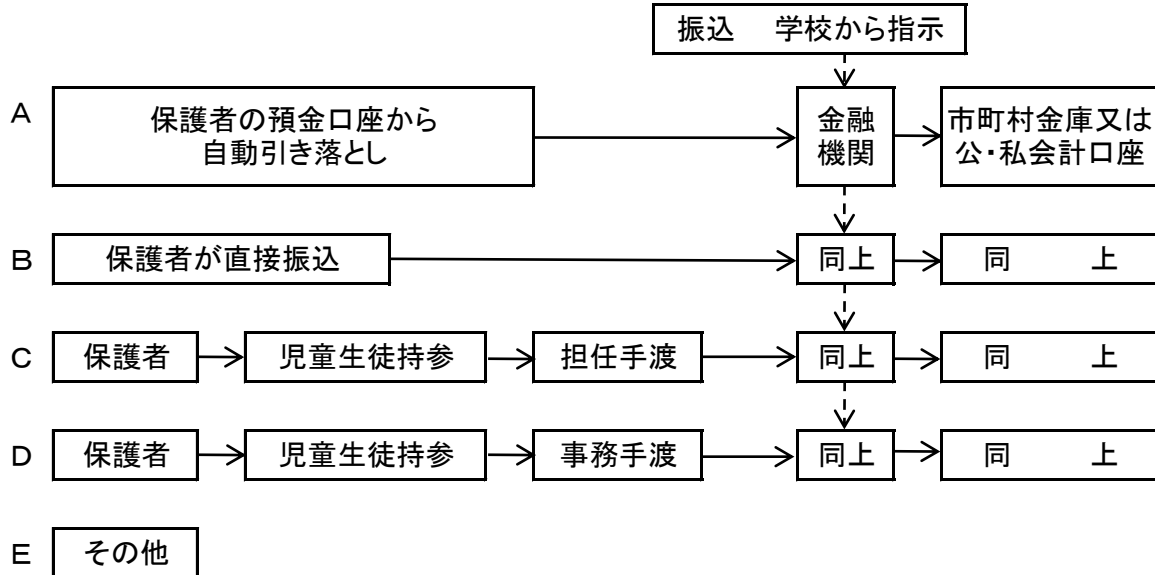 振込　学校から指示
A
保護者の預金口座から
自動引き落とし
金融
機関
市町村金庫又は
公・私会計口座
B
保護者が直接振込
同上
同　上
C
保護者
児童生徒持参
担任手渡
同上
同　上
D
保護者
児童生徒持参
事務手渡
同上
同　上
E
その他